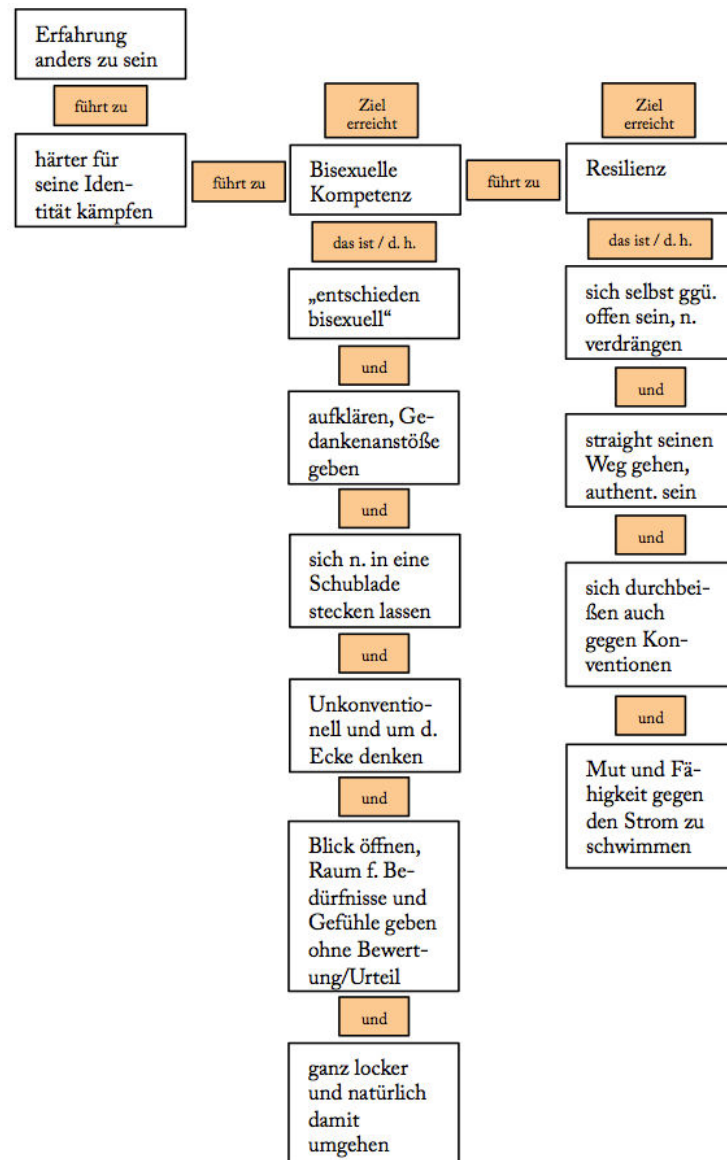 Erfahrung
anders zu sein
führt zu
härter für
seine Iden-
tität kämpfen
führt zu
Ziel
erreicht
Bisexuelle
Kompetenz
das ist / d. h.
„entschieden
bisexuell“
und
aufklären, Ge-
dankenanstöße
geben
und
sich n. in eine
Schublade
stecken lassen
und
Unkonventio-
nell und um d.
Ecke denken
und
Blick öffnen,
Raum f. Be-
dürfnisse und
Gefühle geben
ohne Bewert-
ung/Urteil
und
ganz locker
und natürlich
damit
umgehen
führt zu
Ziel
erreicht
Resilienz
das ist / d. h.
sich selbst ggü.
offen sein, n.
verdrängen
und
straight seinen
Weg gehen,
authent. sein
und
sich durchbei-
ßen auch
gegen Kon-
ventionen
und
Mut und Fä-
higkeit gegen
den Strom zu
schwimmen